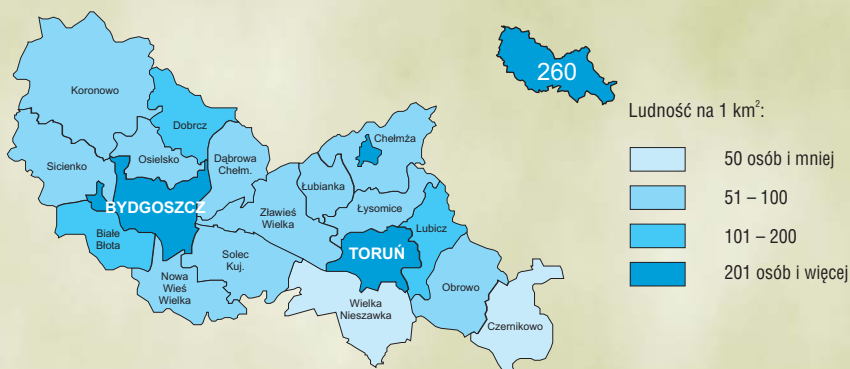 260
Ludność na 1 km²:
50 osób i mniej
51 – 100
101 – 200
201 osób i więcej
Koronowo
Dobrcz
Sicienko
Osielsko
Dąbrowa
Chełm.
Chełmża
Łubianka
BYDGOSZCZ
Zławieś
Wielka
Łysomice
Białe
Błota
Lubicz
Solec
Kuj.
TORUŃ
Nowa
Wieś
Wielka
Obrowo
Wielka
Nieszawka
Czernikowo